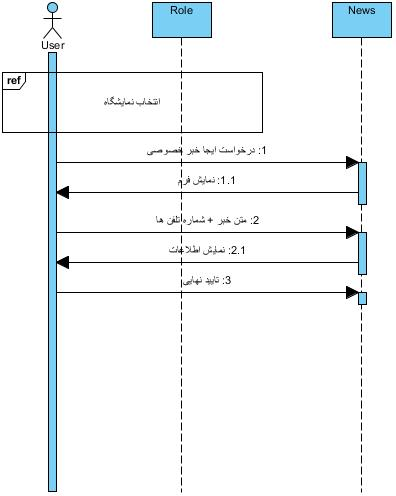 Role
News
User
ref
انتخاب نمایشگاه
1: درخواست ایجا خبر خصوصی
1.1: نمایش فرم
2: متن خبر + شماره تلفن ها
2.1: نمایش اطلاعات
3: تایید نهایی